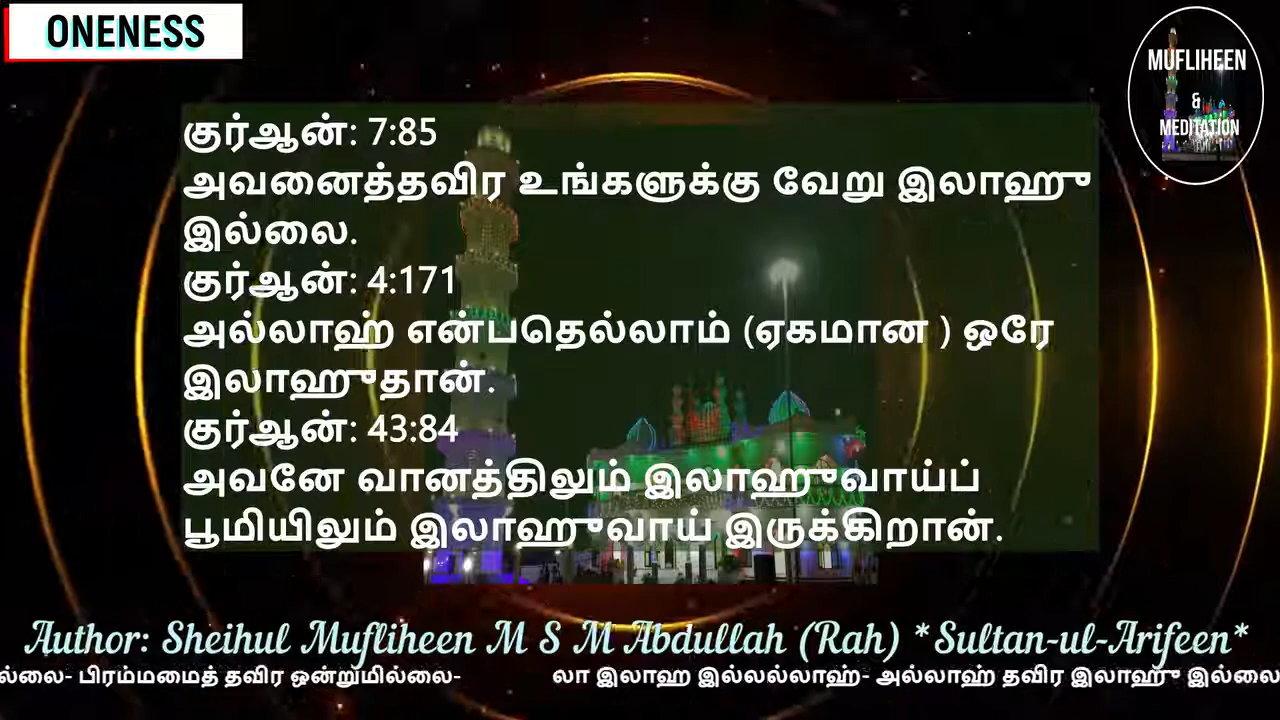 ONENESS
MUFLIHEEN
&
MEDITATION
குர்ஆன்: 7:85
அவனைத்தவிர உங்களுக்கு வேறு இலாஹு
இல்லை.
குர்ஆன்: 4:171
அல்லாஹ் என்பதெல்லாம் (ஏகமான ) ஒரே
இலாஹுதான்.
குர்ஆன்: 43:84
அவனே வானத்திலும் இலாஹுவாய்ப்
பூமியிலும் இலாஹுவாய் இருக்கிறான்.
Author: Sheihul Mufliheen M S M Abdullah (Rah) *Sultan-ul-Arifeen*
ல்லை- பிரம்மமைத் தவிர ஒன்றுமில்லை- லா இலாஹ இல்லல்லாஹ்- அல்லாஹ் தவிர இலாஹு இல்லை